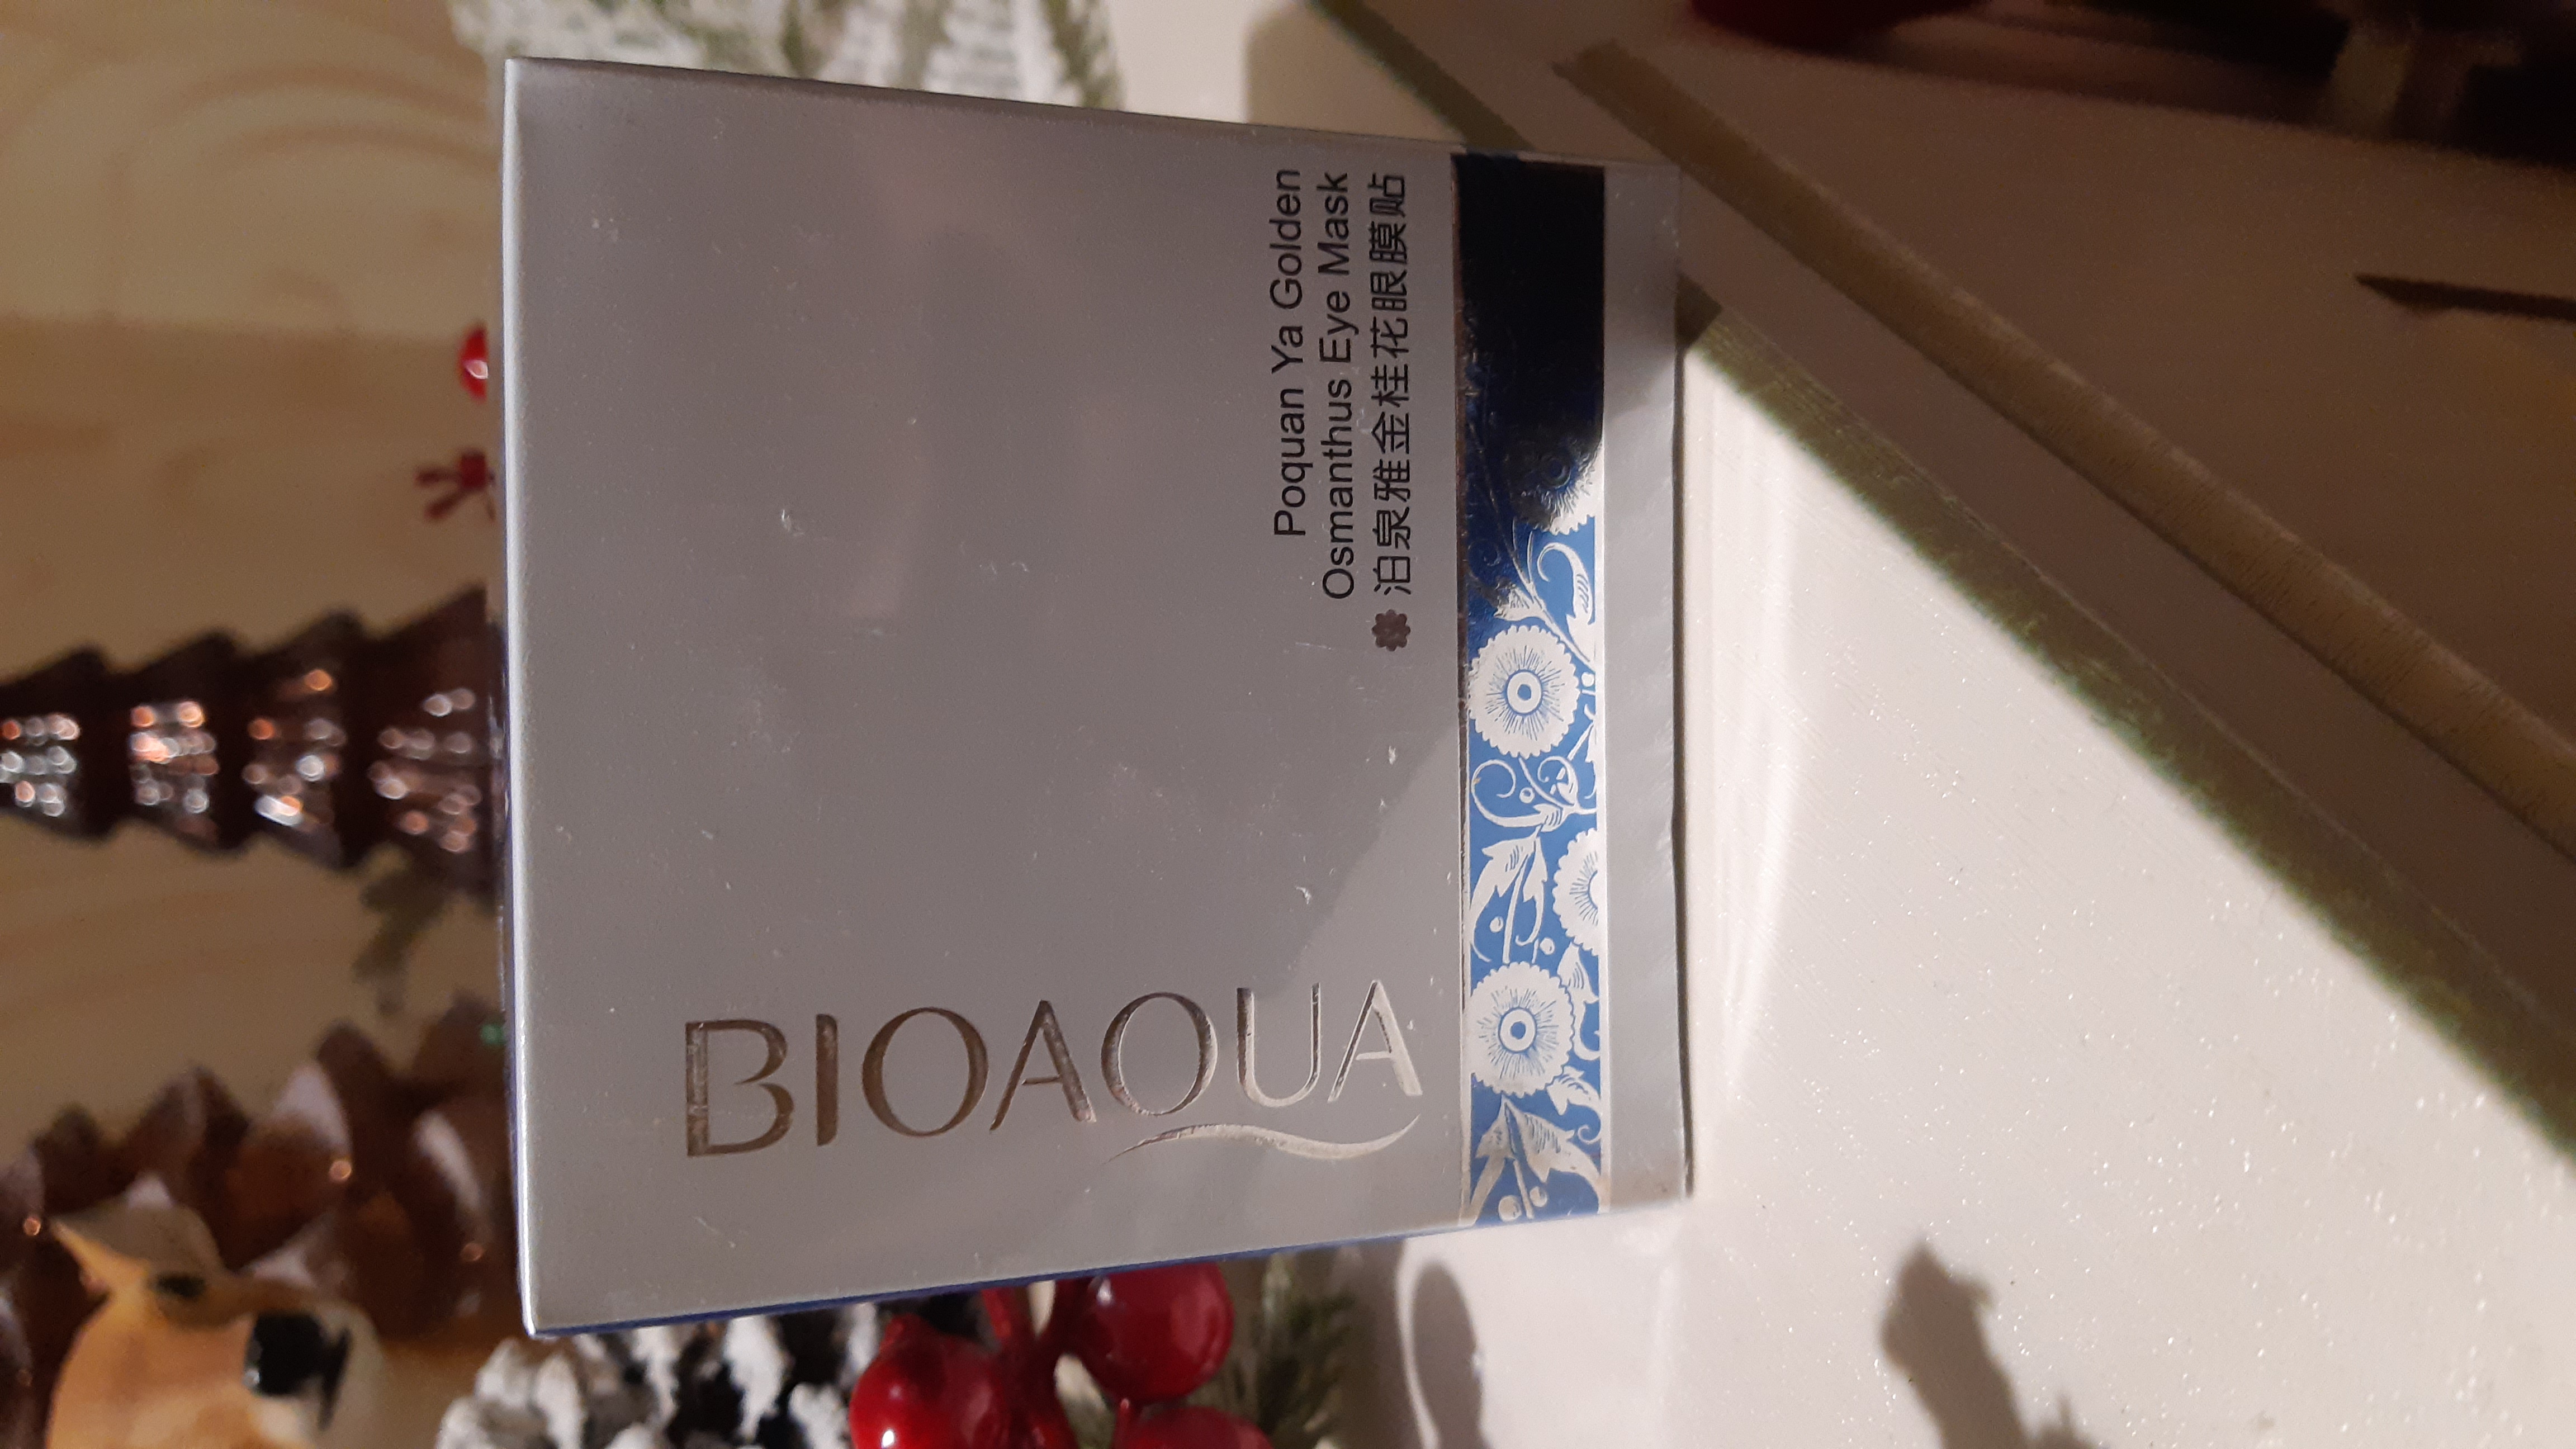 BIOAQUA
Poquan Ya Golden
Osmanthus Eye Mask
泊泉雅金桂花眼膜贴